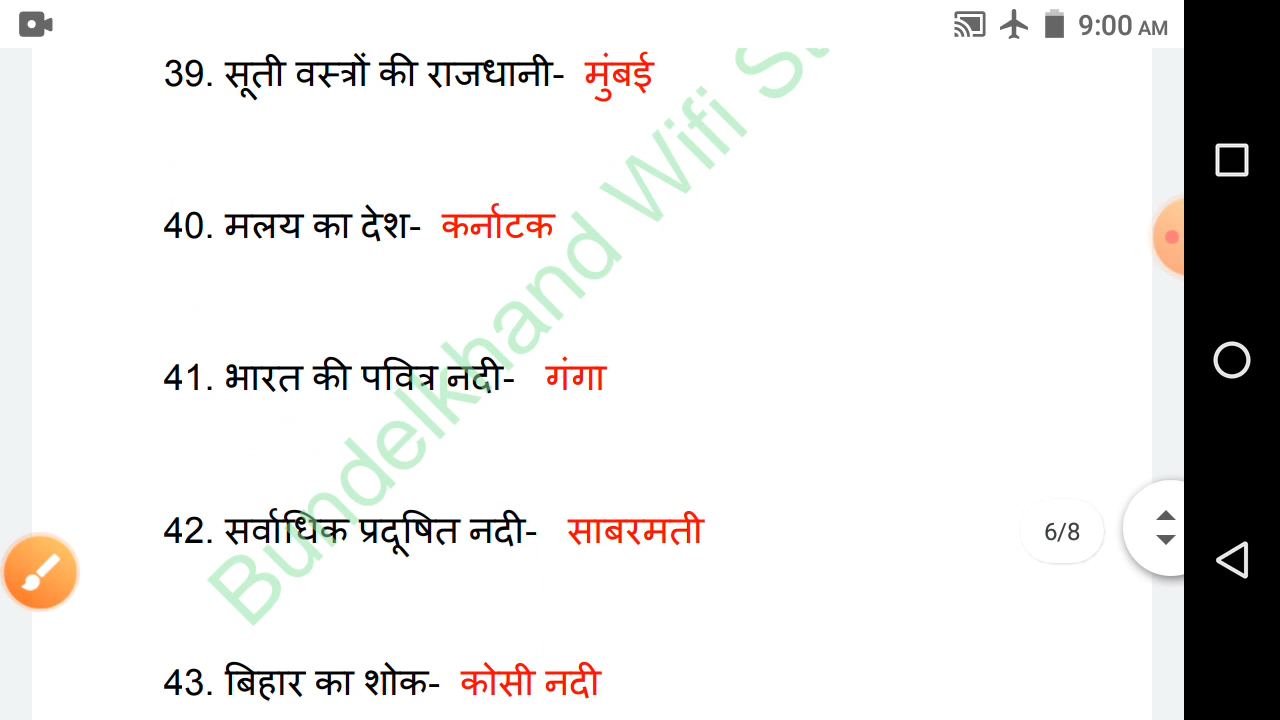 9:00 AM
39. सूती वस्त्रों की राजधानी- मुंबई
40. मलय का देश- कर्नाटक
41. भारत की पवित्र नदी- गंगा
42. सर्वाधिक प्रदूषित नदी- साबरमती
6/8
43. बिहार का शोक- कोसी नदी
Bundelkhand Wifi